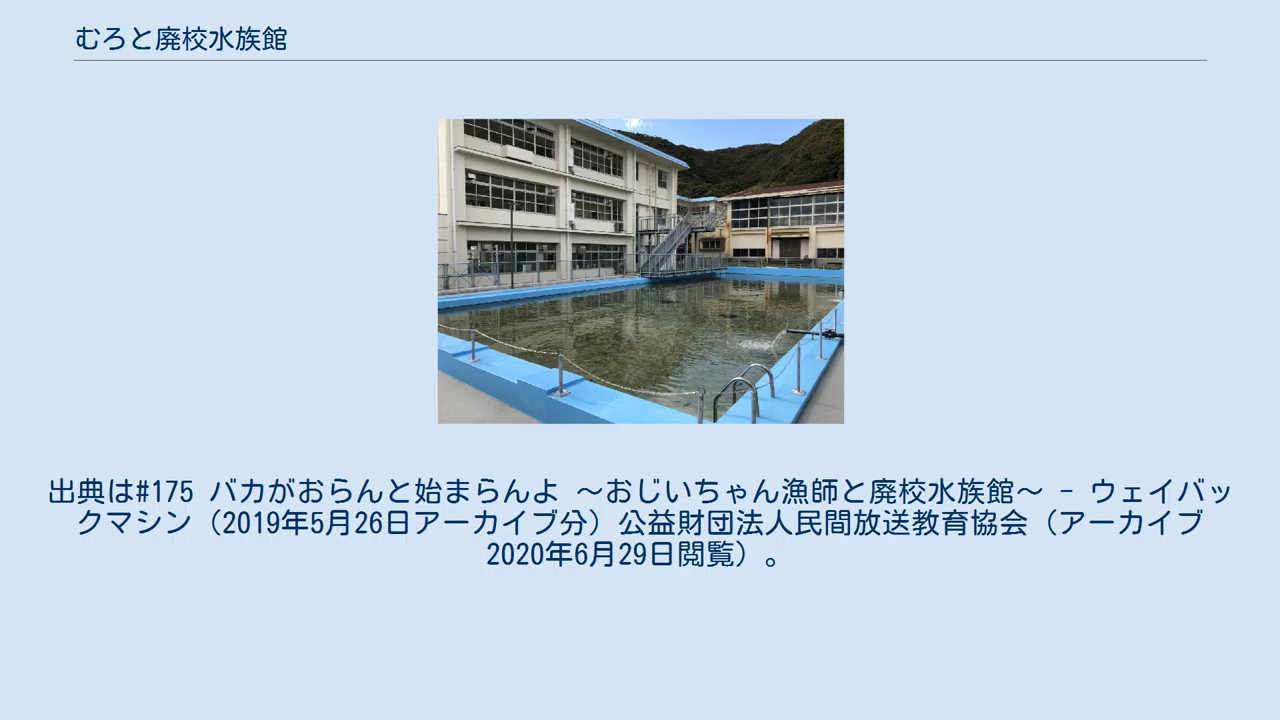 むろと廃校水族館
出典は#175 バカがおらんと始まらんよ ～おじいちゃん漁師と廃校水族館～ - ウェイバッ
クマシン（2019年5月26日アーカイブ分）公益財団法人民間放送教育協会（アーカイブ
2020年6月29日閲覧）。